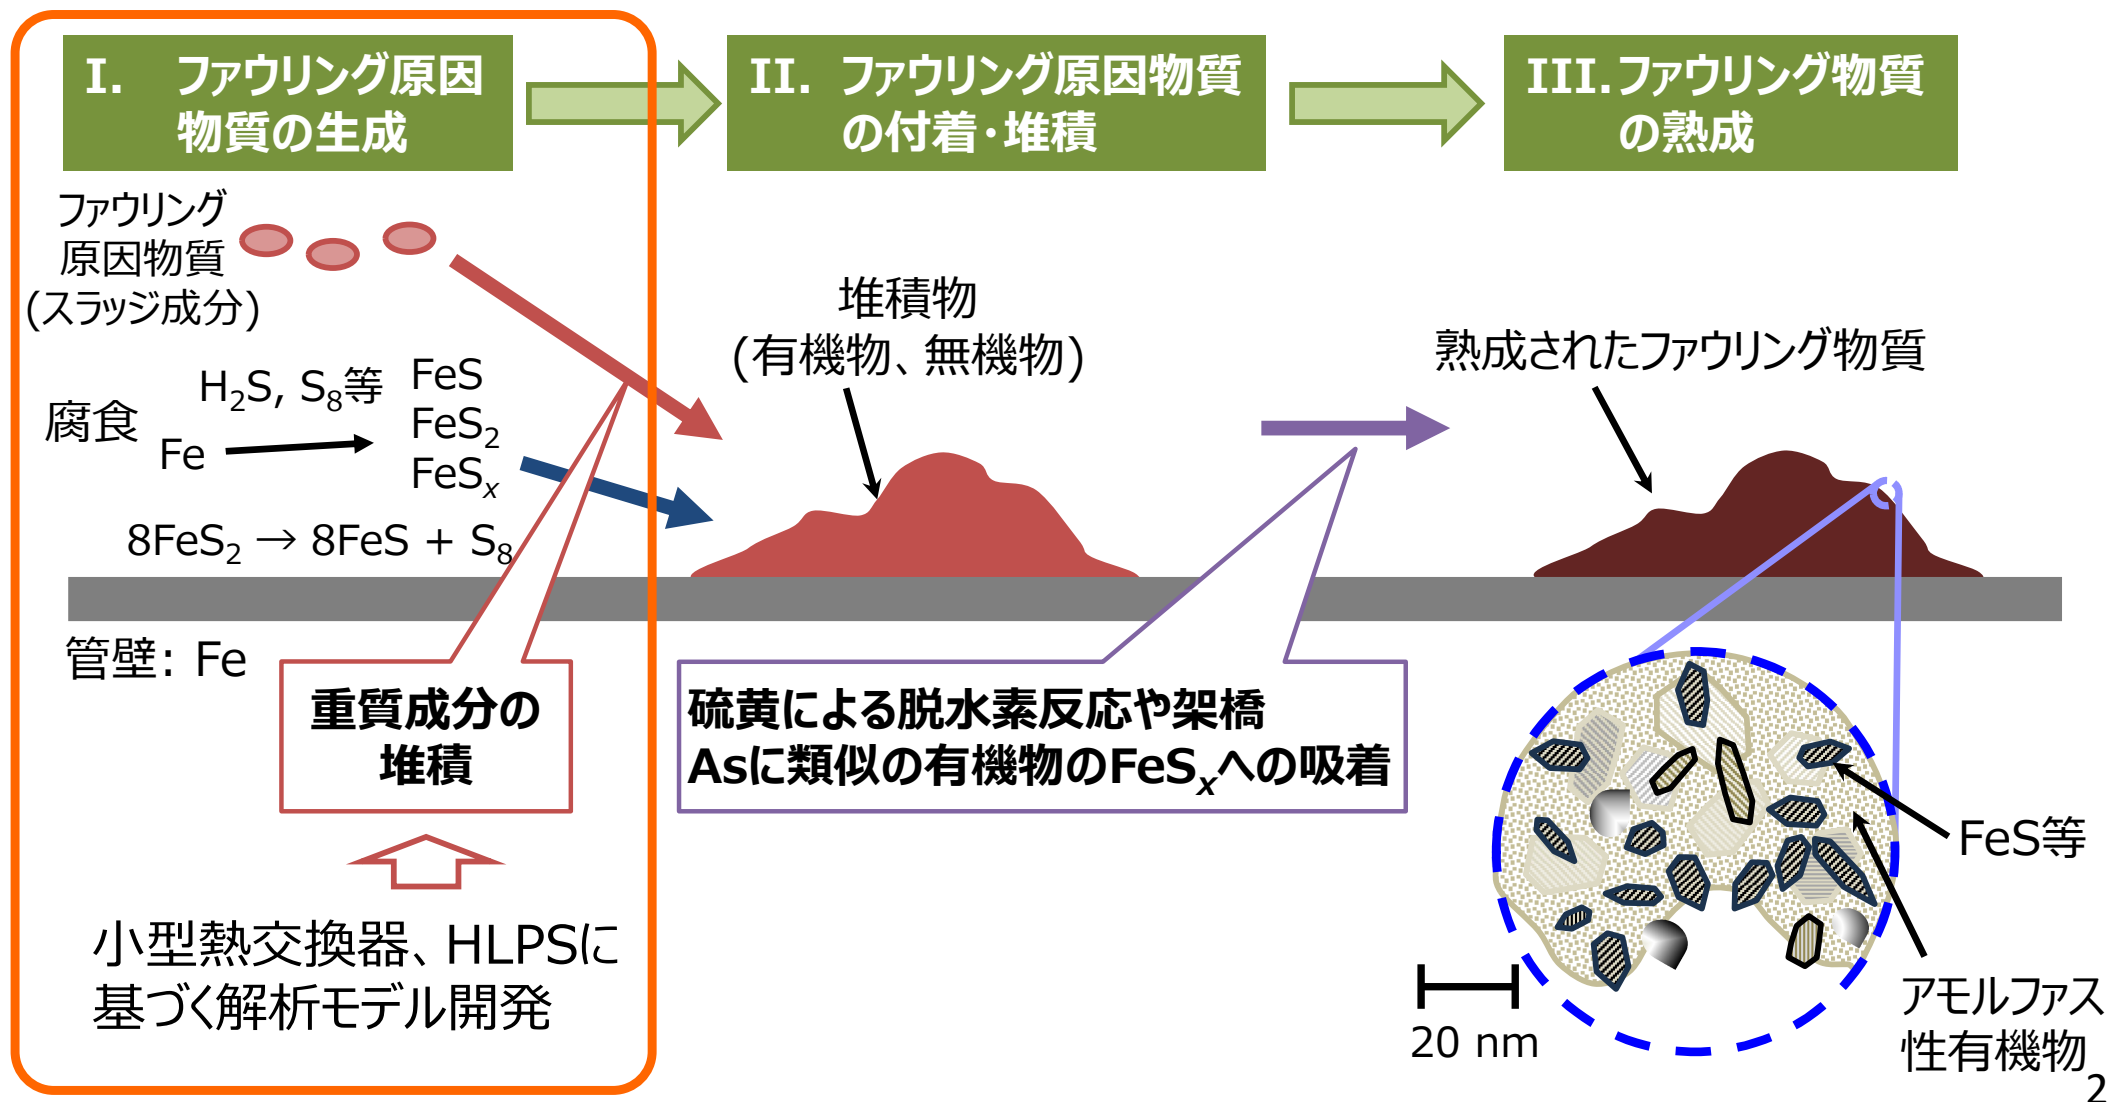 I. ファウリング原因
物質の生成
II. ファウリング原因物質
の付着・堆積
III.ファウリング物質
の熟成
ファウリング
原因物質
(スラッジ成分)
堆積物
(有機物、無機物)
熟成されたファウリング物質
腐食
H₂S, S₈等
Fe
FeS
FeS₂
FeSₓ
8FeS₂ → 8FeS + S₈
管壁: Fe
重質成分の
堆積
硫黄による脱水素反応や架橋
Asに類似の有機物のFeSₓへの吸着
小型熱交換器、HLPSに
基づく解析モデル開発
FeS等
アモルファス
性有機物
20 nm
2